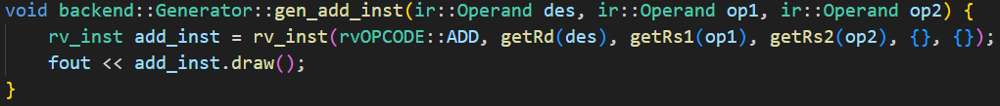 void backend::Generator::gen_add_inst(ir::Operand des, ir::Operand op1, ir::Operand op2) {
    rv_inst add_inst = rv_inst(rvOPCODE::ADD, getRd(des), getRs1(op1), getRs2(op2), {}, {});
    fout << add_inst.draw();
}